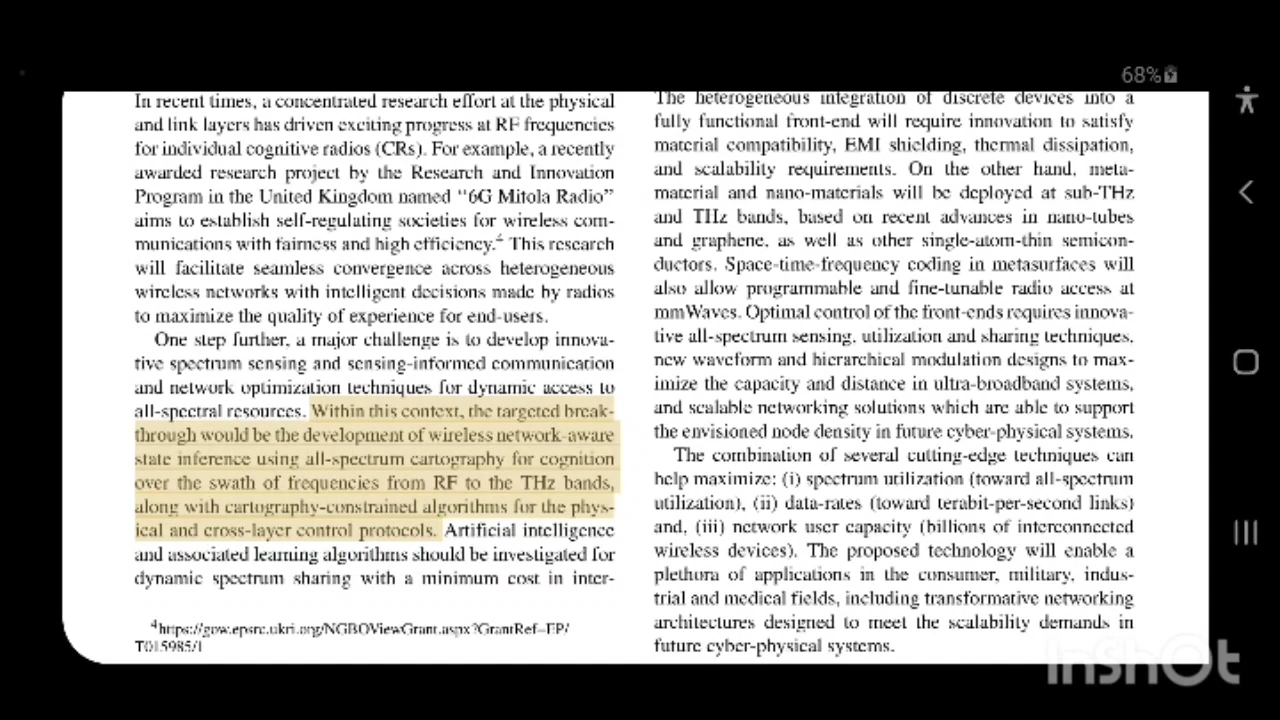 68%
In recent times, a concentrated research effort at the physical
and link layers has driven exciting progress at RF frequencies
for individual cognitive radios (CRs). For example, a recently
awarded research project by the Research and Innovation
Program in the United Kingdom named "6G Mitola Radio"
aims to establish self-regulating societies for wireless com-
munications with fairness and high efficiency.4 This research
will facilitate seamless convergence across heterogeneous
wireless networks with intelligent decisions made by radios
to maximize the quality of experience for end-users.
One step further, a major challenge is to develop innova-
tive spectrum sensing and sensing-informed communication
and network optimization techniques for dynamic access to
all-spectral resources. Within this context, the targeted break-
through would be the development of wireless network-aware
state inference using all-spectrum cartography for cognition
over the swath of frequencies from RF to the THz bands,
along with cartography-constrained algorithms for the phys-
ical and cross-layer control protocols. Artificial intelligence
and associated learning algorithms should be investigated for
dynamic spectrum sharing with a minimum cost in inter-
4https://gow.epsrc.ukri.org/NGBOViewGrant.aspx?GrantRef=EP/
T015985/1
The heterogeneous integration of discrete devices into a
fully functional front-end will require innovation to satisfy
material compatibility, EMI shielding, thermal dissipation,
and scalability requirements. On the other hand, meta-
material and nano-materials will be deployed at sub-THz
and THz bands, based on recent advances in nano-tubes
and graphene, as well as other single-atom-thin semicon-
ductors. Space-time-frequency coding in metasurfaces will
also allow programmable and fine-tunable radio access at
mmWaves. Optimal control of the front-ends requires innova-
tive all-spectrum sensing, utilization and sharing techniques,
new waveform and hierarchical modulation designs to max-
imize the capacity and distance in ultra-broadband systems,
and scalable networking solutions which are able to support
the envisioned node density in future cyber-physical systems.
The combination of several cutting-edge techniques can
help maximize: (i) spectrum utilization (toward all-spectrum
utilization), (ii) data-rates (toward terabit-per-second links)
and, (iii) network user capacity (billions of interconnected
wireless devices). The proposed technology will enable a
plethora of applications in the consumer, military, indus-
trial and medical fields, including transformative networking
architectures designed to meet the scalability demands in
future cyber-physical systems.
InShOt